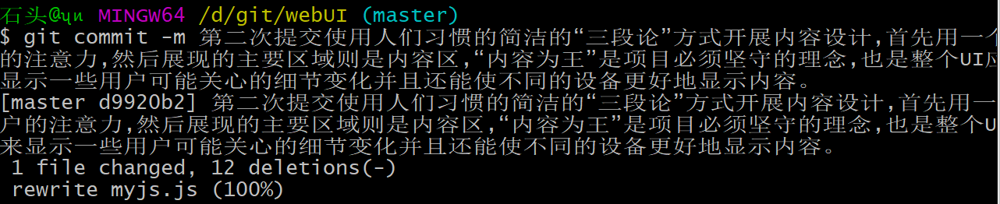 石头@yn MINGW64 /d/git/webUI (master)
$ git commit -m 第二次提交使用人们习惯的简洁的“三段论”方式开展内容设计,首先用一个
的注意力,然后展现的主要区域则是内容区,“内容为王”是项目必须坚守的理念,也是整个UI应
显示一些用户可能关心的细节变化并且还能使不同的设备更好地显示内容。
[master d9920b2] 第二次提交使用人们习惯的简洁的“三段论”方式开展内容设计,首先用一
户的注意力,然后展现的主要区域则是内容区,“内容为王”是项目必须坚守的理念,也是整个U
来显示一些用户可能关心的细节变化并且还能使不同的设备更好地显示内容。
1 file changed, 12 deletions(-)
rewrite myjs.js (100%)